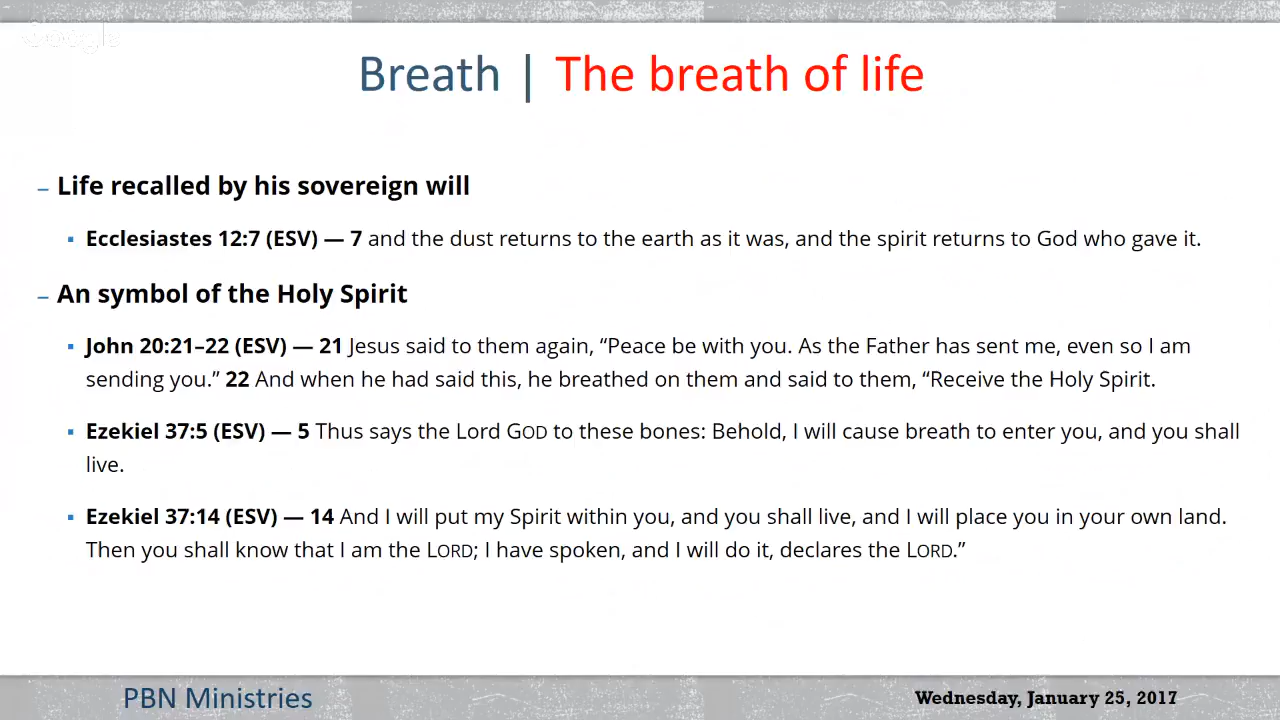 Google
Breath | The breath of life
– Life recalled by his sovereign will
▪ Ecclesiastes 12:7 (ESV) — 7 and the dust returns to the earth as it was, and the spirit returns to God who gave it.
– An symbol of the Holy Spirit
▪ John 20:21–22 (ESV) — 21 Jesus said to them again, “Peace be with you. As the Father has sent me, even so I am
sending you.” 22 And when he had said this, he breathed on them and said to them, “Receive the Holy Spirit.
▪ Ezekiel 37:5 (ESV) — 5 Thus says the Lord GOD to these bones: Behold, I will cause breath to enter you, and you shall
live.
▪ Ezekiel 37:14 (ESV) — 14 And I will put my Spirit within you, and you shall live, and I will place you in your own land.
Then you shall know that I am the LORD; I have spoken, and I will do it, declares the LORD.”
PBN Ministries
Wednesday, January 25, 2017